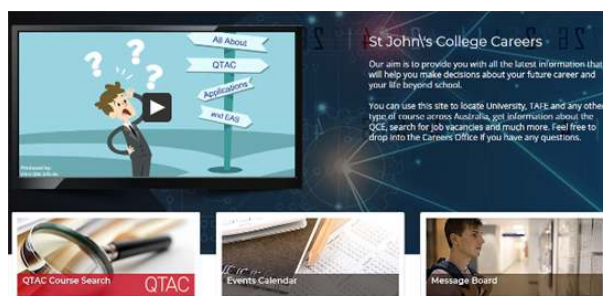 All About
QTAC
Applications
and EAS
St John\'s College Careers
Our aim is to provide you with all the latest information that
will help you make decisions about your future career and
your life beyond school.
You can use this site to locate University, TAFE and any other
type of course across Australia, get information about the
QCE, search for job vacancies and much more. Feel free to
drop into the Careers Office if you have any questions.
Produced by
QTAC Course Search
QTAC
Events Calendar
Message Board